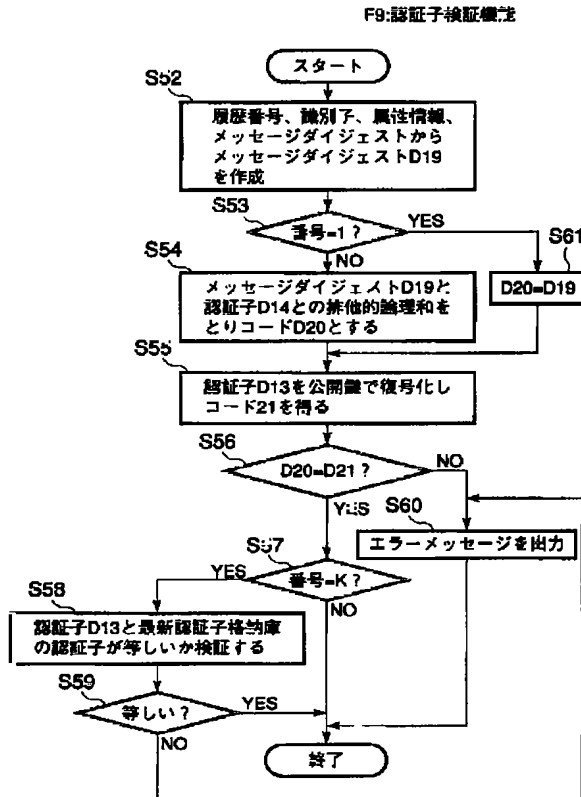 F9:認証子検証機能
スタート
S52
履歴番号、識別子、属性情報、
メッセージダイジェストから
メッセージダイジェストD19
を作成
S53
番号=1？
YES
NO
S61
D20=D19
S54
メッセージダイジェストD19と
認証子D14との排他的論理和を
とりコードD20とする
S55
認証子D13を公開鍵で復号化し
コード21を得る
S56
D20=D21？
NO
YES
S60
エラーメッセージを出力
S57
番号=K？
YES
NO
S58
認証子D13と最新認証子格納庫
の認証子が等しいか検証する
S59
等しい？
YES
NO
終了